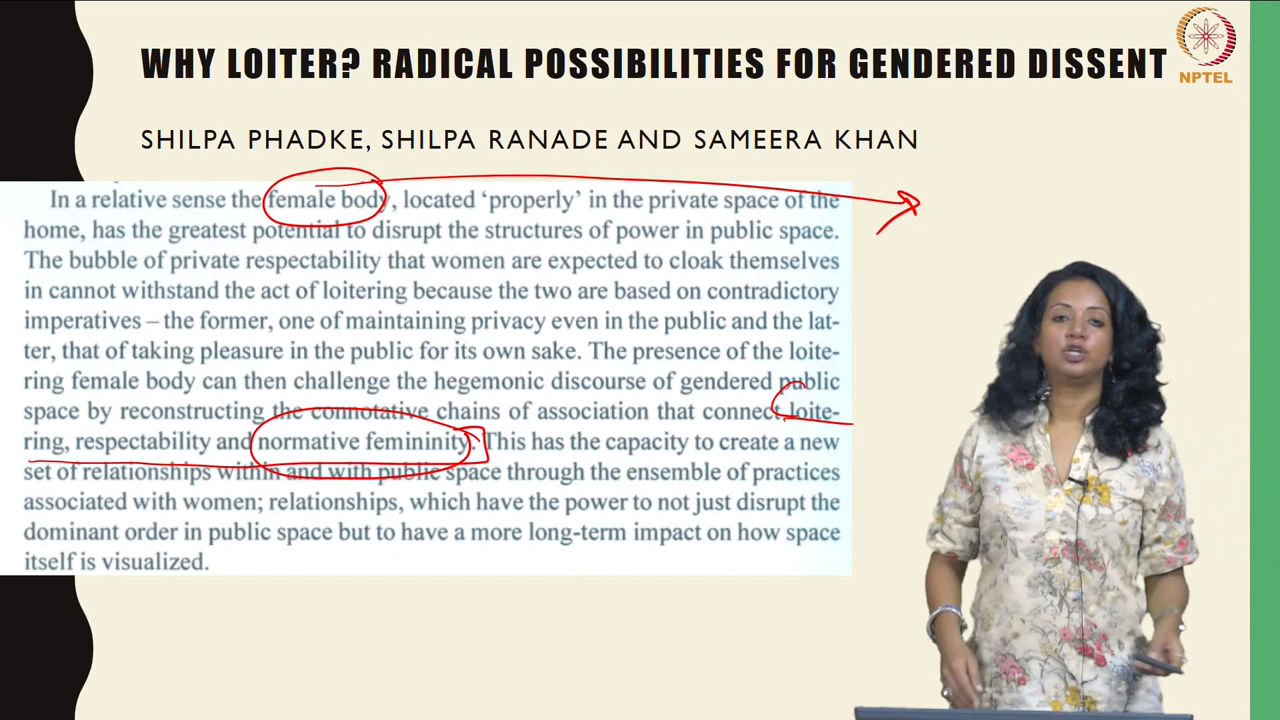 WHY LOITER? RADICAL POSSIBILITIES FOR GENDERED DISSENT
NPTEL
SHILPA PHADKE, SHILPA RANADE AND SAMEERA KHAN
In a relative sense the female body, located ‘properly’ in the private space of the
home, has the greatest potential to disrupt the structures of power in public space.
The bubble of private respectability that women are expected to cloak themselves
in cannot withstand the act of loitering because the two are based on contradictory
imperatives – the former, one of maintaining privacy even in the public and the lat-
ter, that of taking pleasure in the public for its own sake. The presence of the loite-
ring female body can then challenge the hegemonic discourse of gendered public
space by reconstructing the connotative chains of association that connect loite-
ring, respectability and normative femininity. This has the capacity to create a new
set of relationships within and with public space through the ensemble of practices
associated with women; relationships, which have the power to not just disrupt the
dominant order in public space but to have a more long-term impact on how space
itself is visualized.